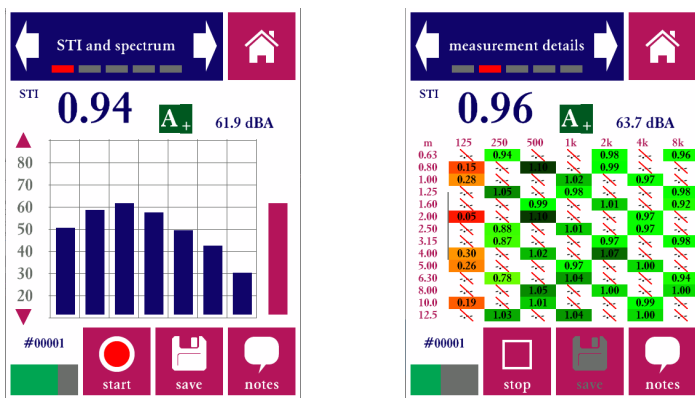 STI and spectrum
STI
0.94
A+
61.9 dBA
80
70
60
50
40
30
20
#00001
start
save
notes
measurement details
STI
0.96
A+
63.7 dBA
m 125 250 500 1k 2k 4k 8k
0.63 0.94 0.98 0.96
0.80 0.15 1.10 0.99
1.00 0.28 1.02 0.97
1.25 1.05 0.98 0.98
1.60 0.99 1.01 0.92
2.00 0.05 1.10 0.97
2.50 0.88 1.01 0.97
3.15 0.87 0.97 0.98
4.00 0.30 1.02 1.07
5.00 0.26 0.97 1.00
6.30 0.78 1.04 0.94
8.00 1.05 1.00 1.00
10.0 0.19 1.01 0.99
12.5 1.03 1.04 1.00
#00001
stop
save
notes